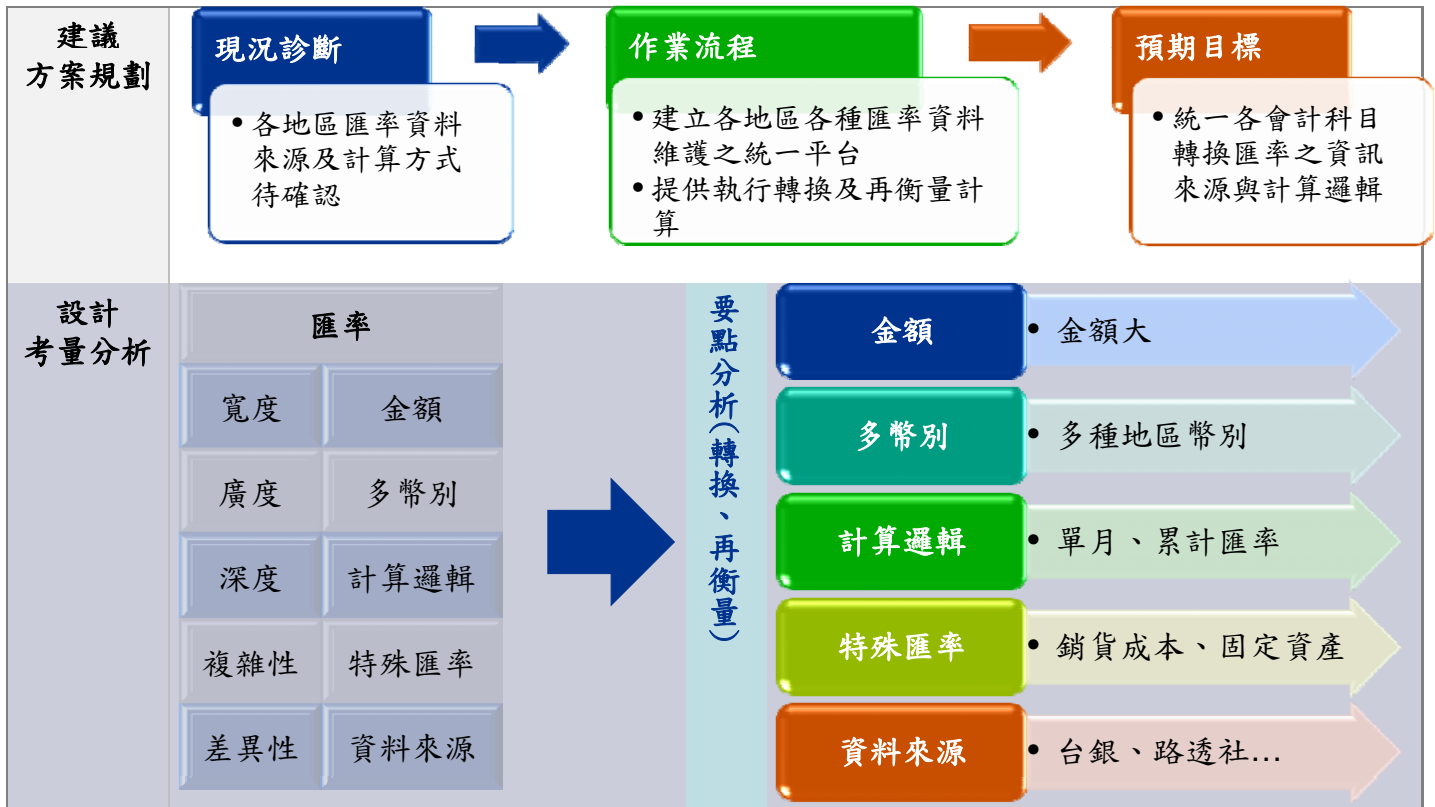 建議
方案規劃
現況診斷
• 各地區匯率資料
來源及計算方式
待確認
作業流程
• 建立各地區各種匯率資料
維護之統一平台
• 提供執行轉換及再衡量計
算
預期目標
• 統一各會計科目
轉換匯率之資訊
來源與計算邏輯
設計
考量分析
匯率
寬度 金額
廣度 多幣別
深度 計算邏輯
複雜性 特殊匯率
差異性 資料來源
要點分析(轉換、再衡量)
金額 • 金額大
多幣別 • 多種地區幣別
計算邏輯 • 單月、累計匯率
特殊匯率 • 銷貨成本、固定資產
資料來源 • 台銀、路透社...